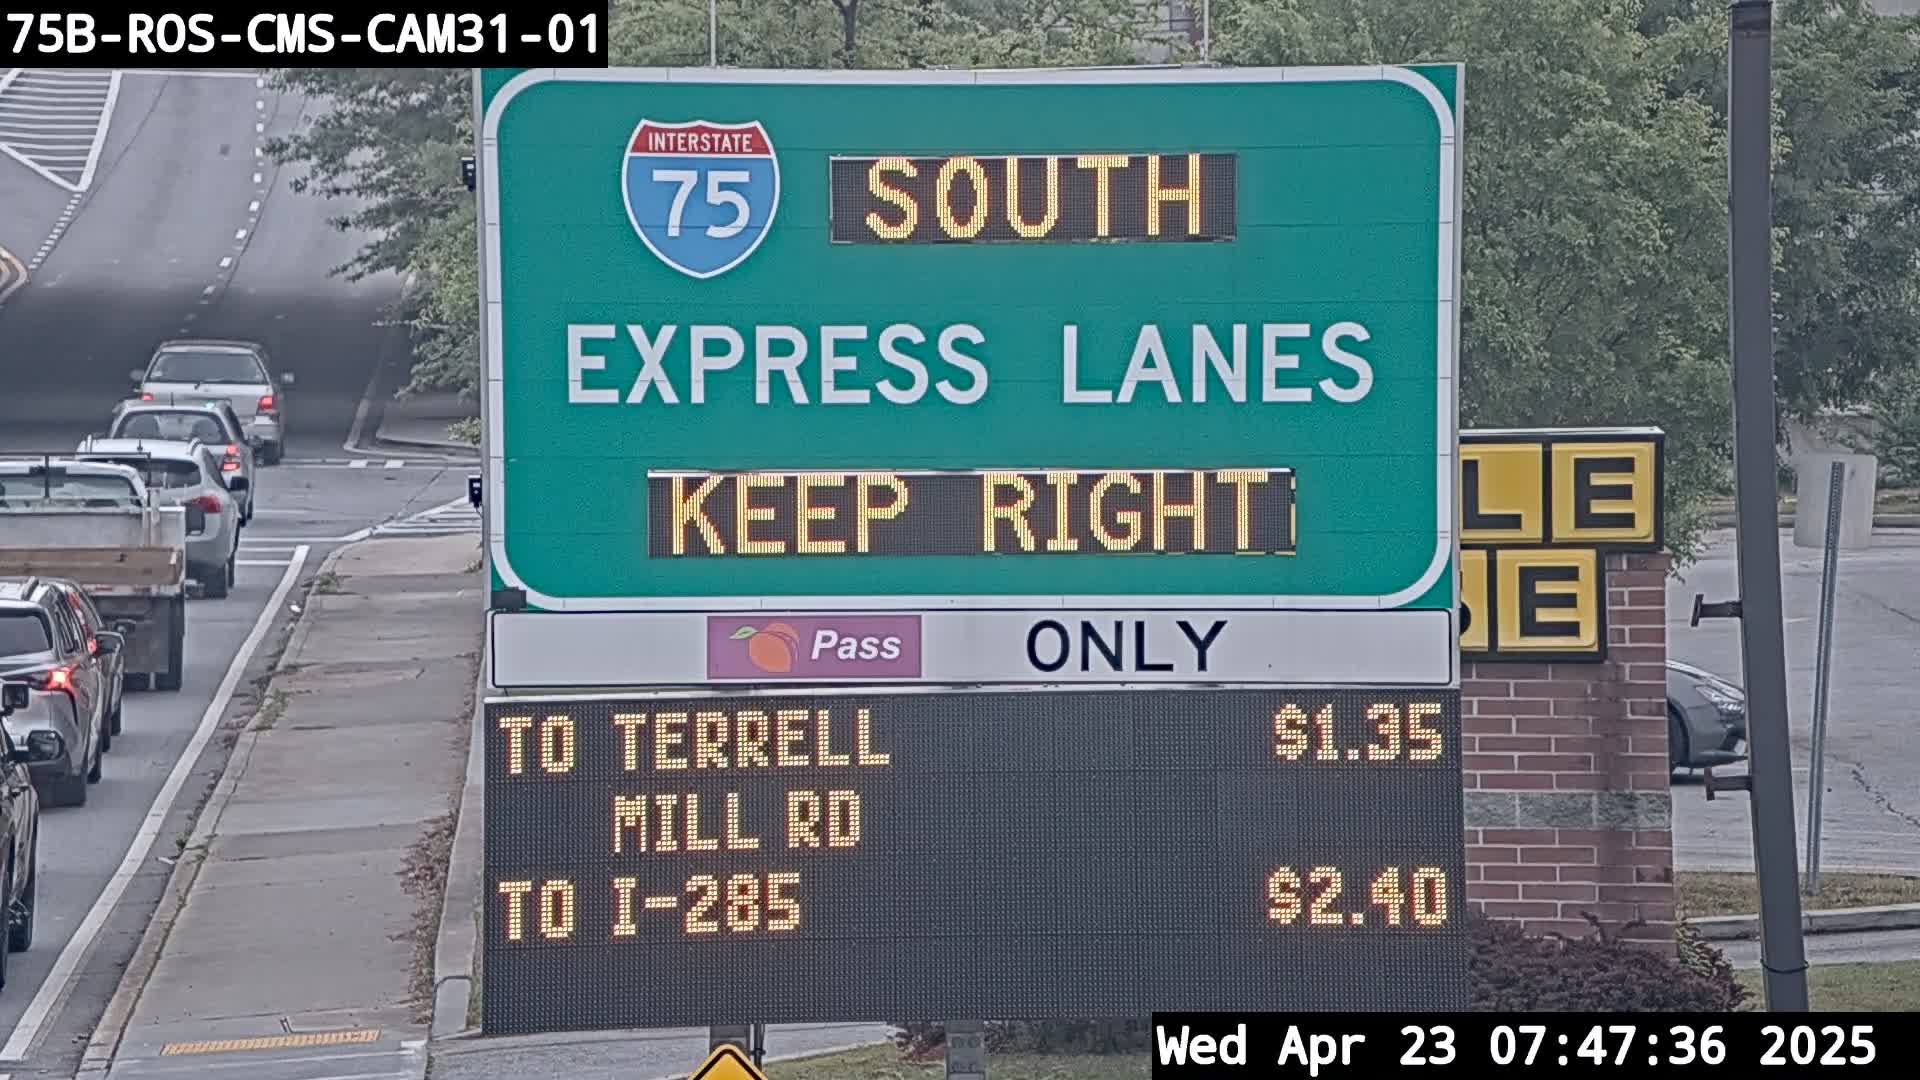 75B-ROS-CMS-CAM31-01
INTERSTATE
75
SOUTH
EXPRESS LANES
KEEP RIGHT
LE
E
Pass ONLY
TO TERRELL $1.35
MILL RD
TO I-285 $2.40
Wed Apr 23 07:47:36 2025